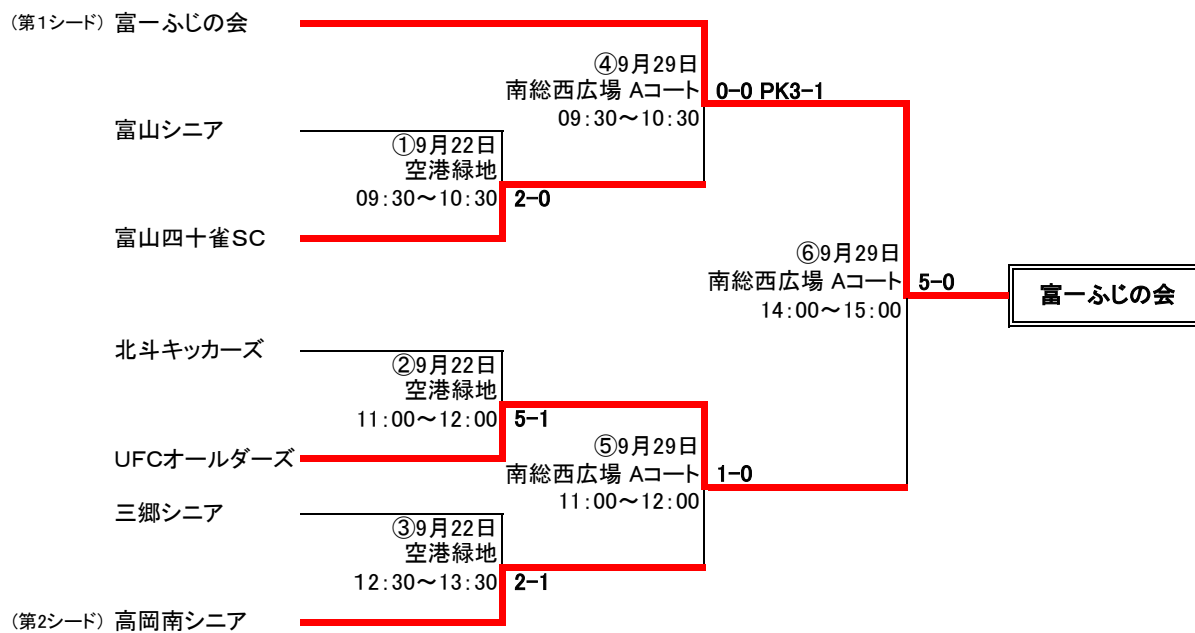 (第1シード) 富一ふじの会
④9月29日
南総西広場 Aコート
09:30～10:30
0-0 PK3-1
富山シニア
①9月22日
空港緑地
09:30～10:30
2-0
富山四十雀SC
⑥9月29日
南総西広場 Aコート
14:00～15:00
5-0
富一ふじの会
北斗キッカーズ
②9月22日
空港緑地
11:00～12:00
5-1
UFCオールダーズ
⑤9月29日
南総西広場 Aコート
11:00～12:00
1-0
三郷シニア
③9月22日
空港緑地
12:30～13:30
2-1
(第2シード) 高岡南シニア